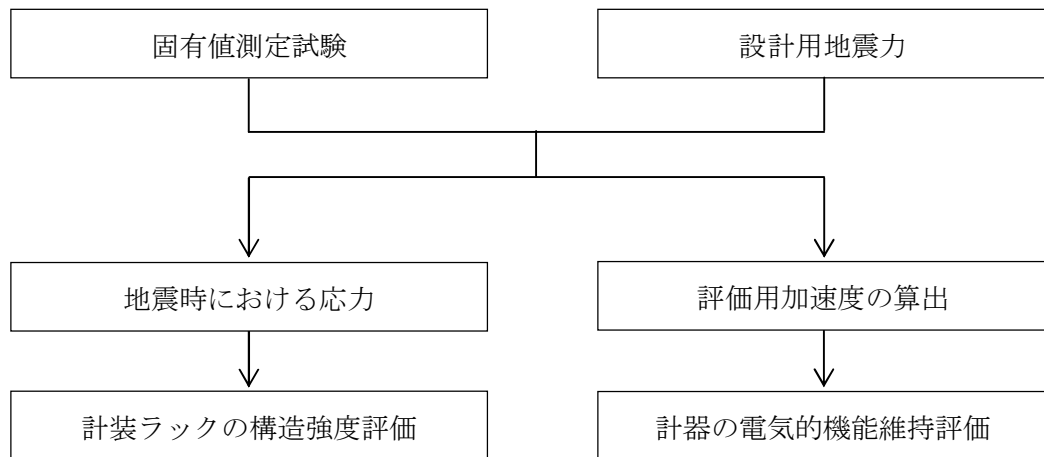 固有値測定試験
設計用地震力
地震時における応力
評価用加速度の算出
計装ラックの構造強度評価
計器の電気的機能維持評価